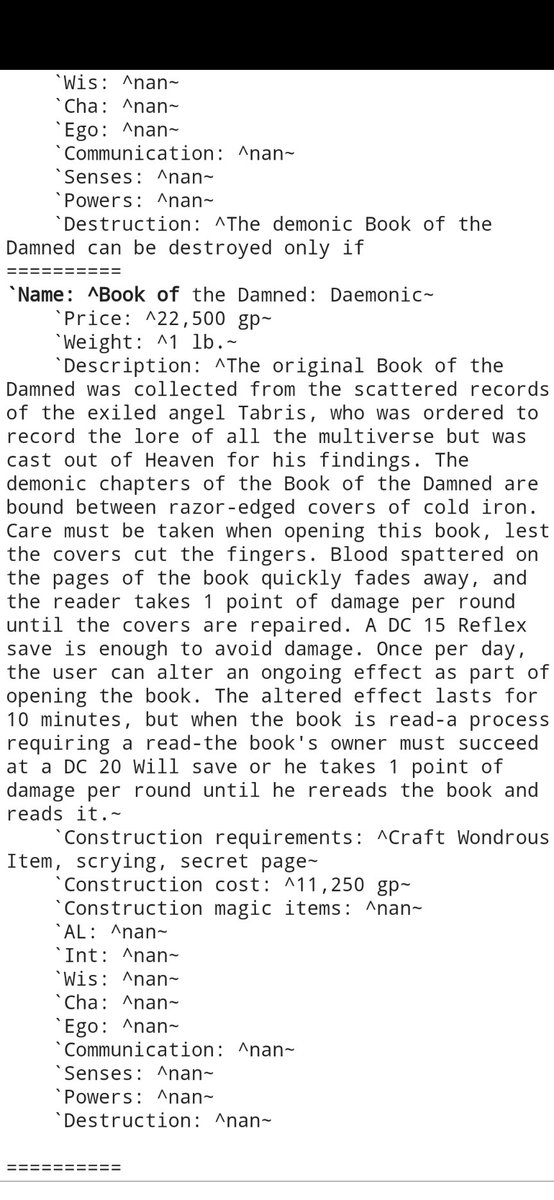 `Wis: ^nan~
`Cha: ^nan~
`Ego: ^nan~
`Communication: ^nan~
`Senses: ^nan~
`Powers: ^nan~
`Destruction: ^The demonic Book of the
Damned can be destroyed only if
==========
`Name: ^Book of the Damned: Daemonic~
`Price: ^22,500 gp~
`Weight: ^1 lb.~
`Description: ^The original Book of the
Damned was collected from the scattered records
of the exiled angel Tabris, who was ordered to
record the lore of all the multiverse but was
cast out of Heaven for his findings. The
demonic chapters of the Book of the Damned are
bound between razor-edged covers of cold iron.
Care must be taken when opening this book, lest
the covers cut the fingers. Blood spattered on
the pages of the book quickly fades away, and
the reader takes 1 point of damage per round
until the covers are repaired. A DC 15 Reflex
save is enough to avoid damage. Once per day,
the user can alter an ongoing effect as part of
opening the book. The altered effect lasts for
10 minutes, but when the book is read-a process
requiring a read-the book's owner must succeed
at a DC 20 Will save or he takes 1 point of
damage per round until he rereads the book and
reads it.~
`Construction requirements: ^Craft Wondrous
Item, scrying, secret page~
`Construction cost: ^11,250 gp~
`Construction magic items: ^nan~
`AL: ^nan~
`Int: ^nan~
`Wis: ^nan~
`Cha: ^nan~
`Ego: ^nan~
`Communication: ^nan~
`Senses: ^nan~
`Powers: ^nan~
`Destruction: ^nan~
==========